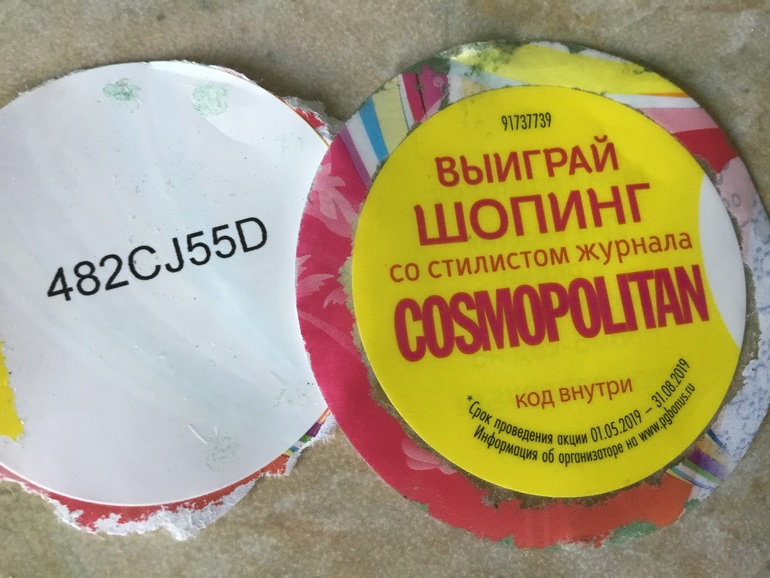 482CJ55D
91737739
ВЫИГРАЙ
ШОПИНГ
со стилистом журнала
COSMOPOLITAN
код внутри
* Срок проведения акции 01.05.2019 – 31.08.2019
Информация об организаторе на www.pgbonus.ru